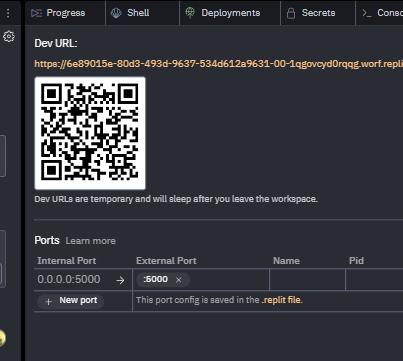 Progress Shell Deployments Secrets >_ Conso
Dev URL:
https://6e89015e-80d3-493d-9637-534d612a9631-00-1qgovcyd0rqqg.worf.repli
Dev URLs are temporary and will sleep after you leave the workspace.
Ports Learn more
Internal Port External Port Name Pid
0.0.0.0:5000 → :5000 ×
+ New port This port config is saved in the .replit file.